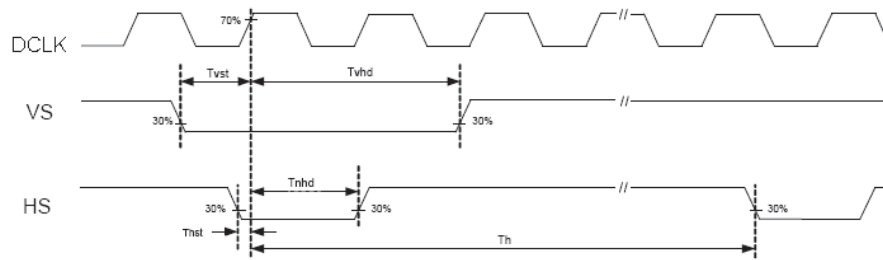 70%
DCLK
//
Tvst
Tvhd
VS
30%
30%
//
Tnhd
HS
30%
30%
//
30%
Thst
Th